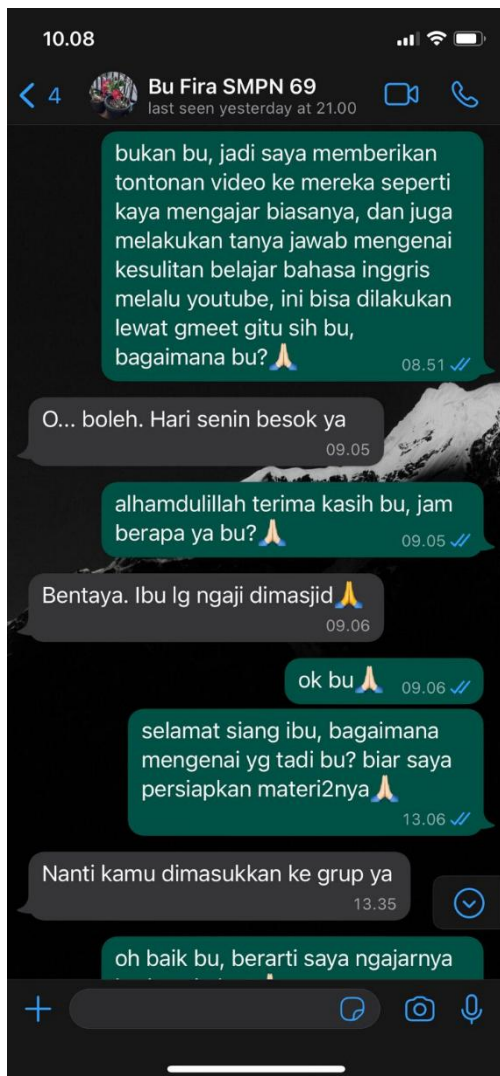 10.08
4
Bu Fira SMPN 69
last seen yesterday at 21.00
bukan bu, jadi saya memberikan
tontonan video ke mereka seperti
kaya mengajar biasanya, dan juga
melakukan tanya jawab mengenai
kesulitan belajar bahasa inggris
melalu youtube, ini bisa dilakukan
lewat gmeet gitu sih bu,
bagaimana bu?🙏🏻
08.51
O... boleh. Hari senin besok ya
09.05
alhamdulillah terima kasih bu, jam
berapa ya bu?🙏🏻
09.05
Bentaya. Ibu lg ngaji dimasjid🙏
09.06
ok bu🙏🏻 09.06
selamat siang ibu, bagaimana
mengenai yg tadi bu? biar saya
persiapkan materi2nya🙏🏻
13.06
Nanti kamu dimasukkan ke grup ya
13.35
oh baik bu, berarti saya ngajarnya